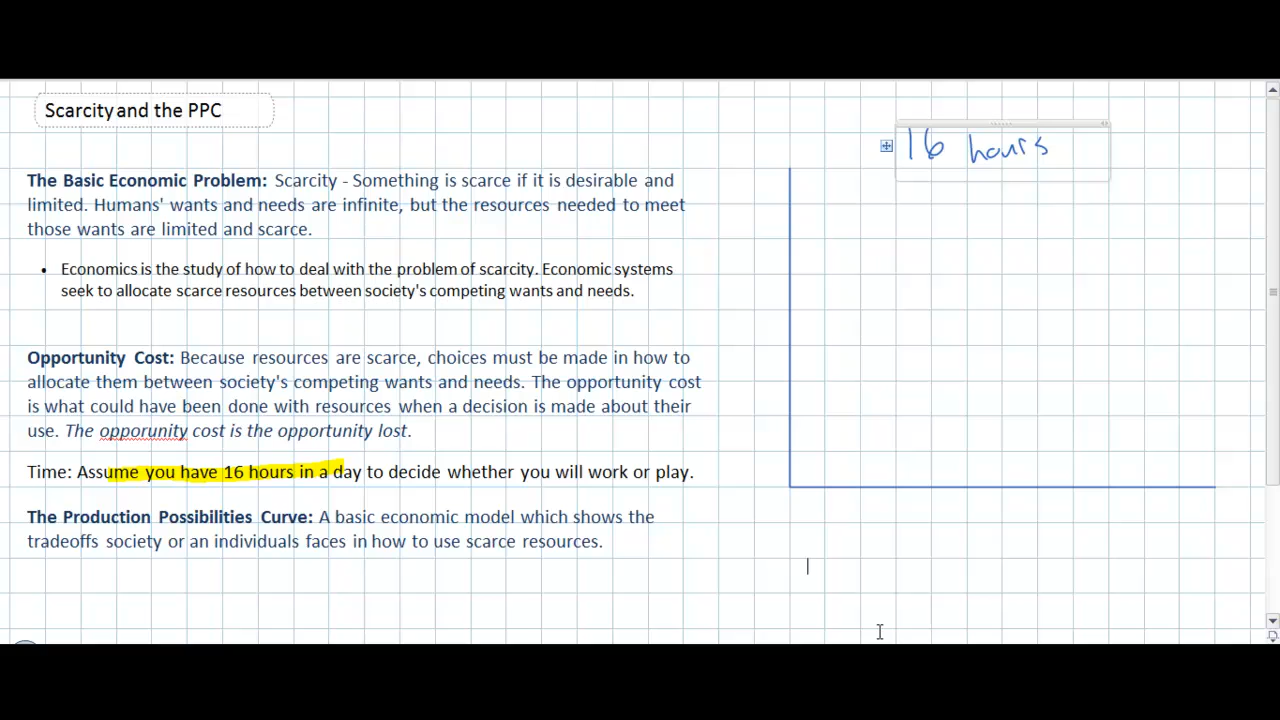 Scarcity and the PPC
16 hours
The Basic Economic Problem: Scarcity - Something is scarce if it is desirable and
limited. Humans' wants and needs are infinite, but the resources needed to meet
those wants are limited and scarce.
• Economics is the study of how to deal with the problem of scarcity. Economic systems
seek to allocate scarce resources between society's competing wants and needs.
Opportunity Cost: Because resources are scarce, choices must be made in how to
allocate them between society's competing wants and needs. The opportunity cost
is what could have been done with resources when a decision is made about their
use. The opporunity cost is the opportunity lost.
Time: Assume you have 16 hours in a day to decide whether you will work or play.
The Production Possibilities Curve: A basic economic model which shows the
tradeoffs society or an individuals faces in how to use scarce resources.